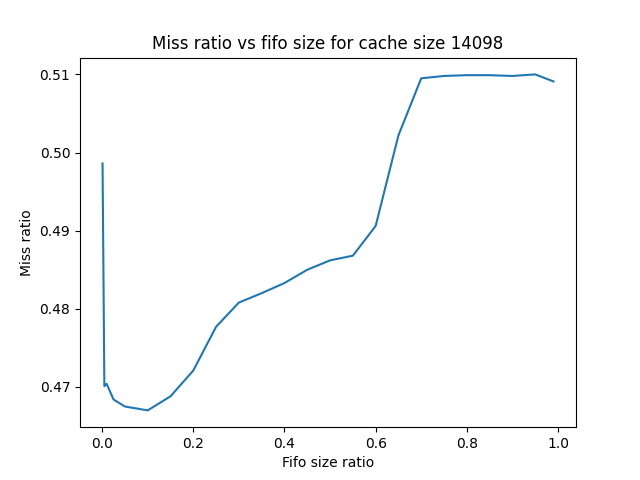 Miss ratio vs fifo size for cache size 14098
0.51
0.50
0.49
0.48
0.47
Miss ratio
0.0 0.2 0.4 0.6 0.8 1.0
Fifo size ratio